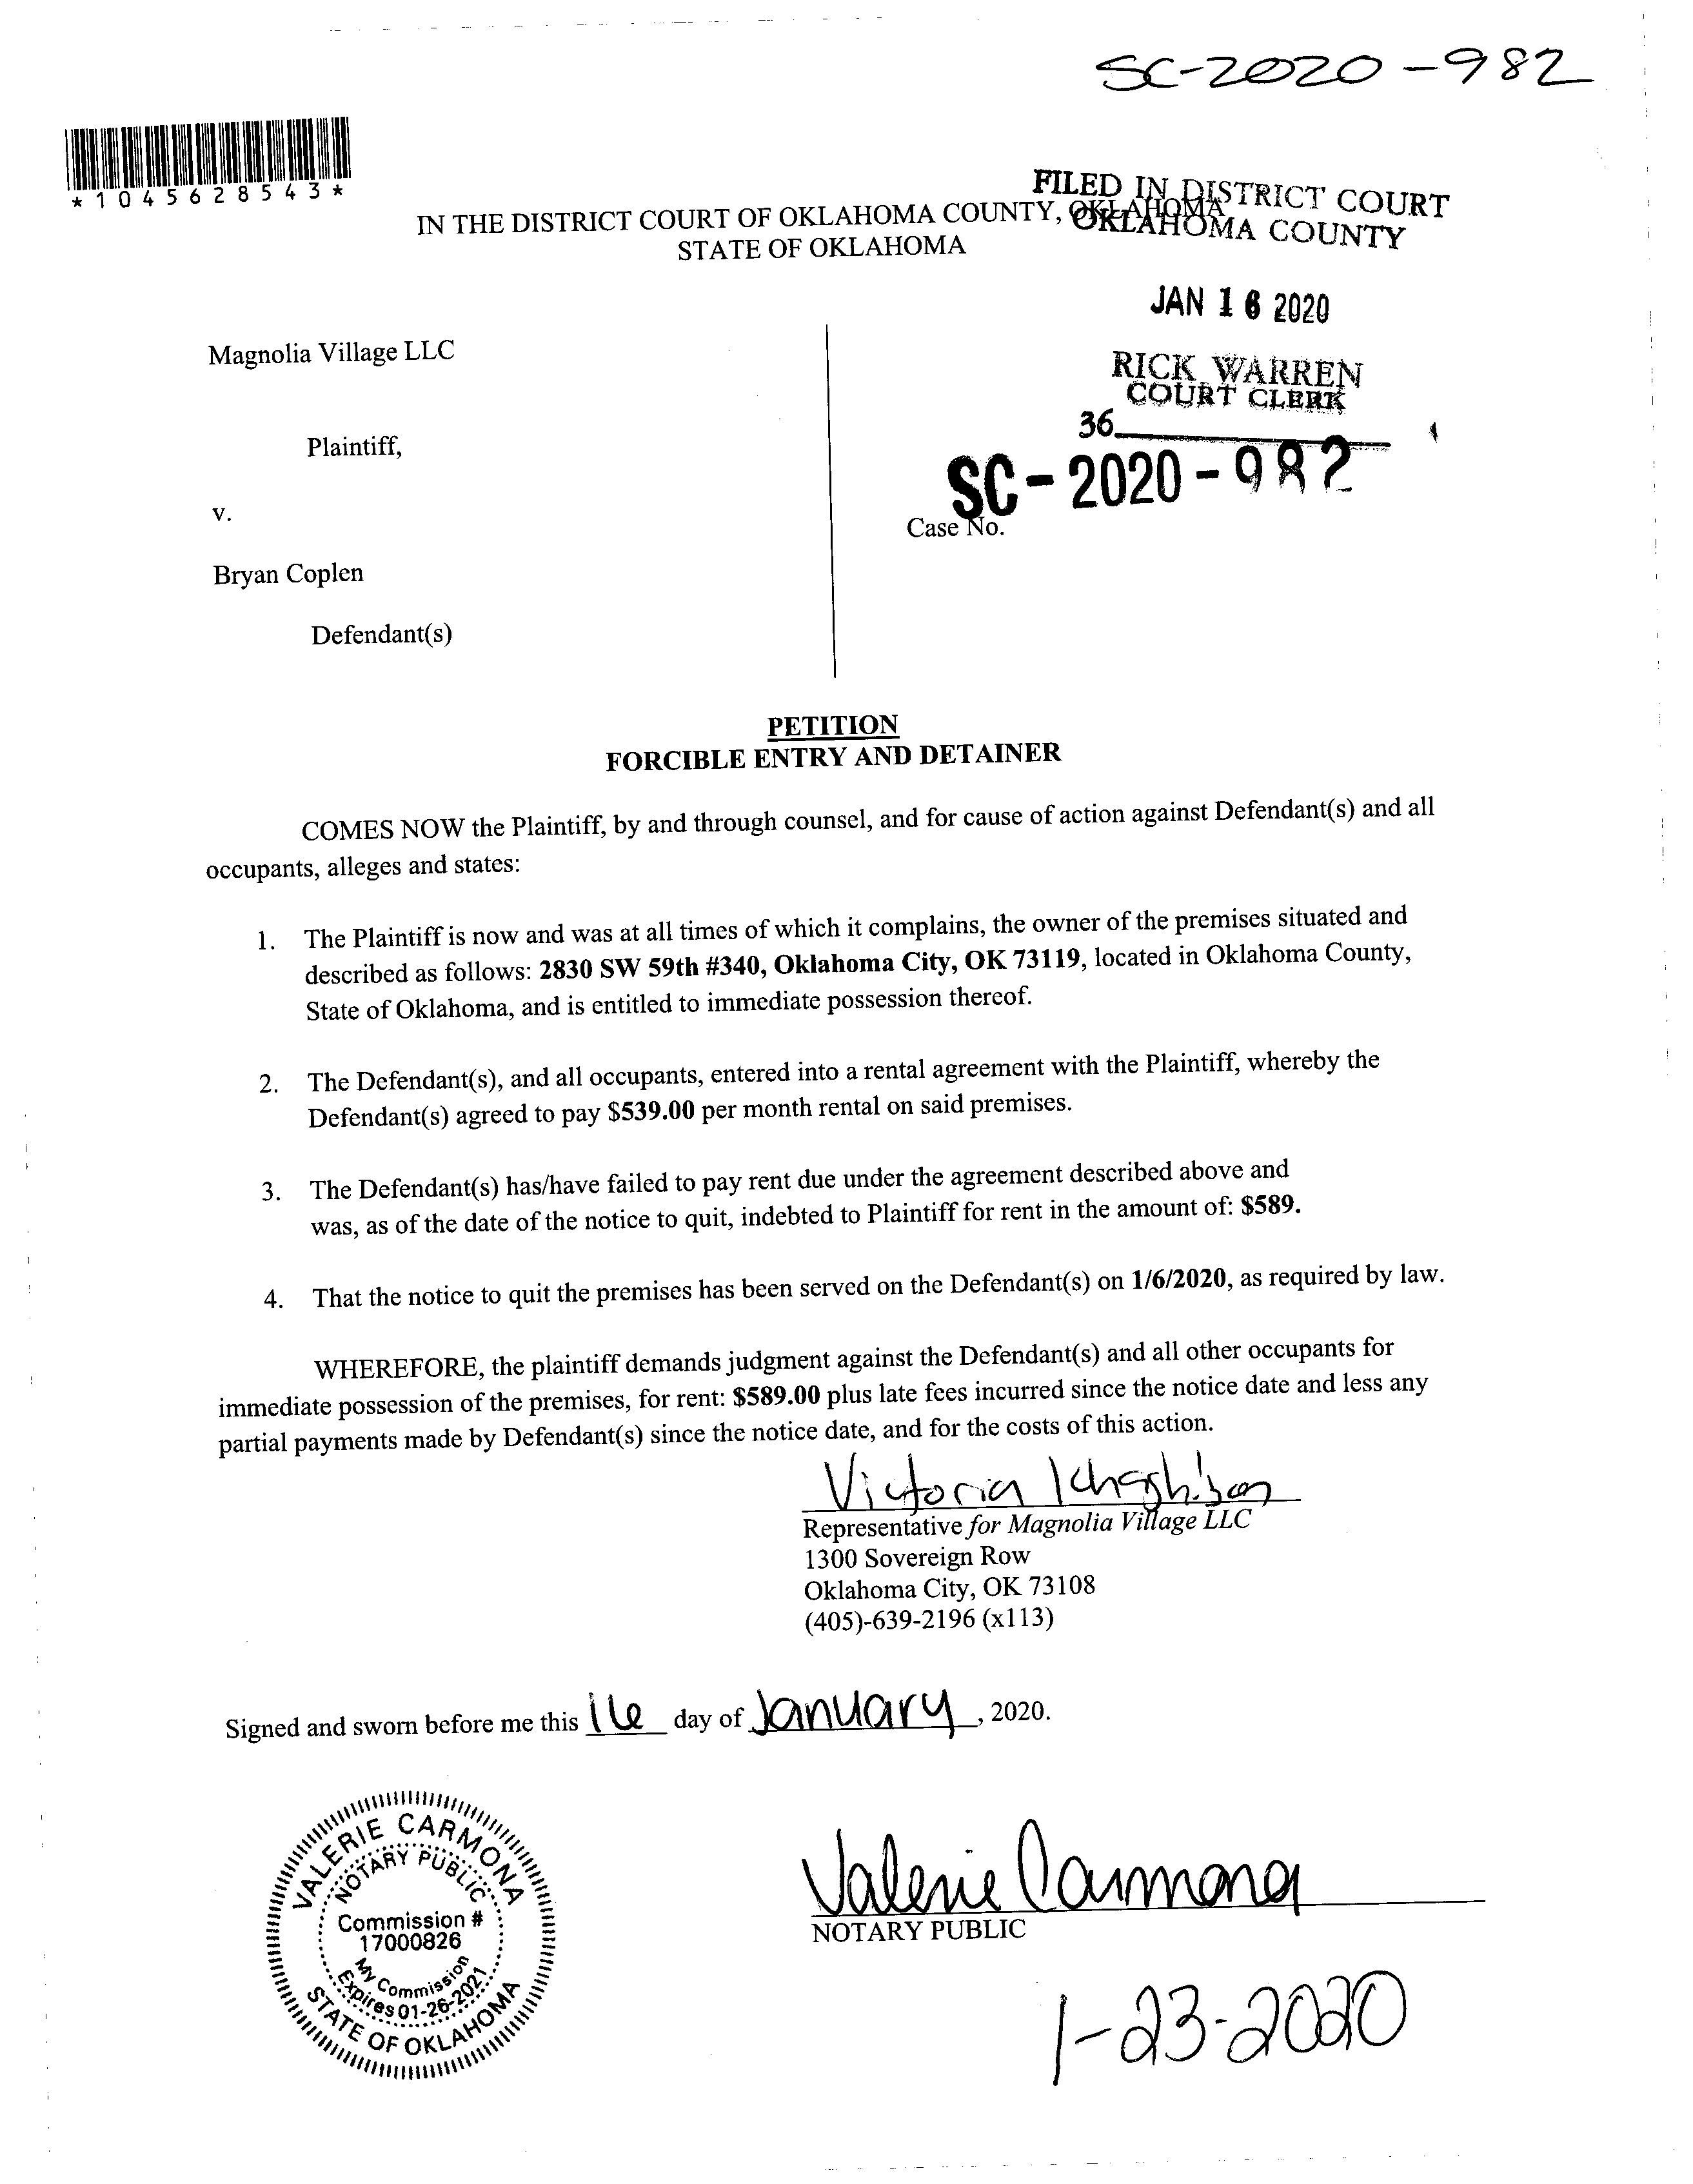 SC-2020-982
*1045628543*
FILED IN DISTRICT COURT
OKLAHOMA COUNTY
IN THE DISTRICT COURT OF OKLAHOMA COUNTY, OKLAHOMA
STATE OF OKLAHOMA
JAN 16 2020
Magnolia Village LLC
RICK WARREN
COURT CLERK
36
Plaintiff,
SC-2020-982
v.
Case No.
Bryan Coplen
Defendant(s)
PETITION
FORCIBLE ENTRY AND DETAINER
COMES NOW the Plaintiff, by and through counsel, and for cause of action against Defendant(s) and all
occupants, alleges and states:
1. The Plaintiff is now and was at all times of which it complains, the owner of the premises situated and
described as follows: 2830 SW 59th #340, Oklahoma City, OK 73119, located in Oklahoma County,
State of Oklahoma, and is entitled to immediate possession thereof.
2. The Defendant(s), and all occupants, entered into a rental agreement with the Plaintiff, whereby the
Defendant(s) agreed to pay $539.00 per month rental on said premises.
3. The Defendant(s) has/have failed to pay rent due under the agreement described above and
was, as of the date of the notice to quit, indebted to Plaintiff for rent in the amount of: $589.
4. That the notice to quit the premises has been served on the Defendant(s) on 1/6/2020, as required by law.
WHEREFORE, the plaintiff demands judgment against the Defendant(s) and all other occupants for
immediate possession of the premises, for rent: $589.00 plus late fees incurred since the notice date and less any
partial payments made by Defendant(s) since the notice date, and for the costs of this action.
Victoria
Representative for Magnolia Village LLC
1300 Sovereign Row
Oklahoma City, OK 73108
(405)-639-2196 (x113)
Signed and sworn before me this 16 day of January, 2020.
VALERIE CARMONA
NOTARY PUBLIC
Commission #
17000826
My Commission
Expires 01-26-2021
STATE OF OKLAHOMA
Valerie Carmona
NOTARY PUBLIC
1-23-2020